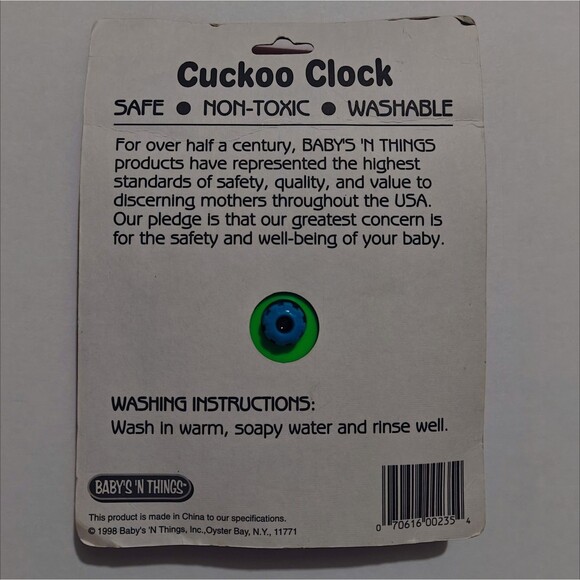 Cuckoo Clock
SAFE ● NON-TOXIC ● WASHABLE
For over half a century, BABY'S 'N THINGS
products have represented the highest
standards of safety, quality, and value to
discerning mothers throughout the USA.
Our pledge is that our greatest concern is
for the safety and well-being of your baby.
WASHING INSTRUCTIONS:
Wash in warm, soapy water and rinse well.
BABY'S 'N THINGS™
This product is made in China to our specifications.
© 1998 Baby's 'N Things, Inc.,Oyster Bay, N.Y., 11771
0 70616 00235 4